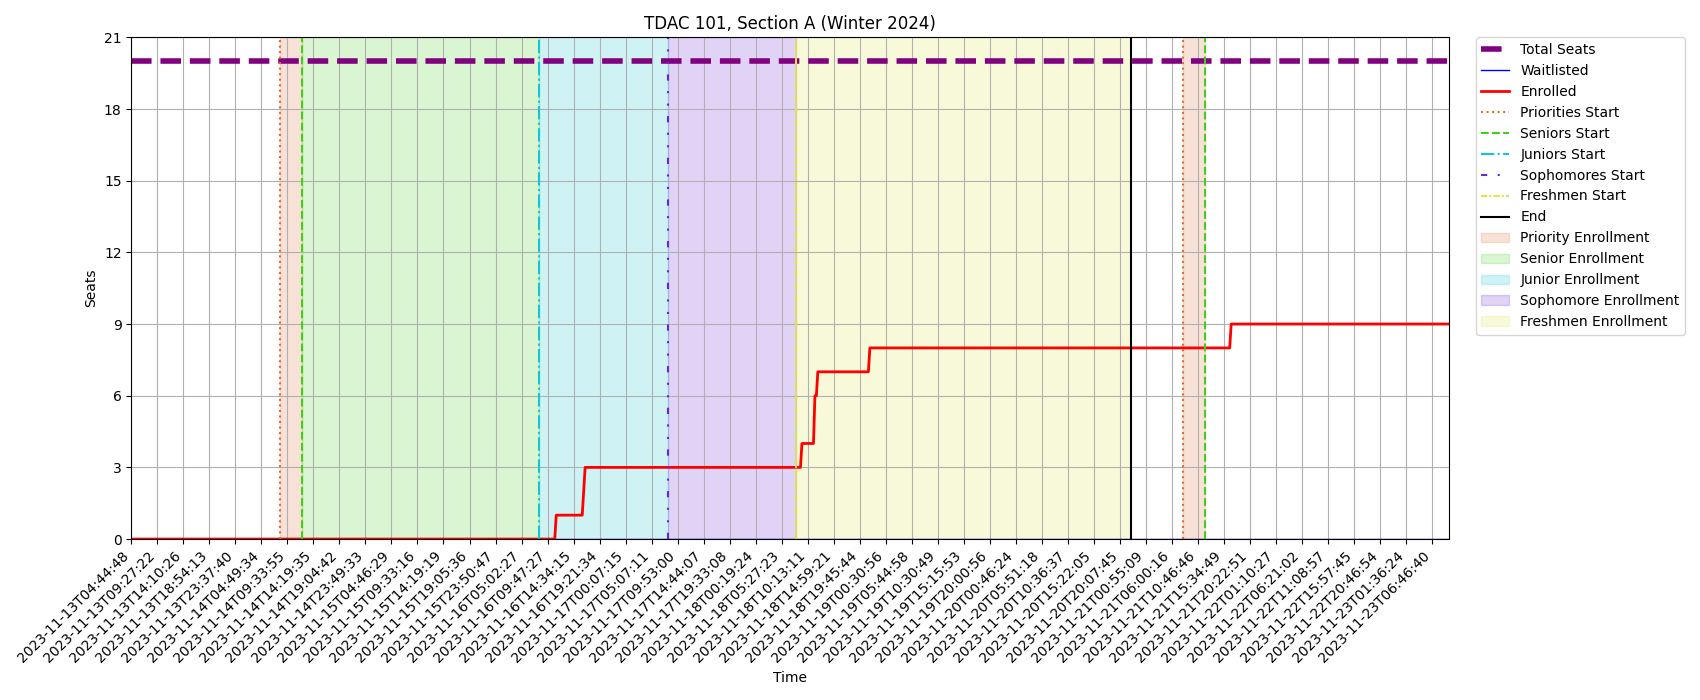 TDAC 101, Section A (Winter 2024)
21
18
15
12
9
6
3
0
Seats
2023-11-13T04:44:48
2023-11-13T09:27:22
2023-11-13T14:10:26
2023-11-13T18:54:13
2023-11-13T23:37:40
2023-11-14T04:49:34
2023-11-14T09:33:55
2023-11-14T14:19:35
2023-11-14T19:04:42
2023-11-14T23:49:33
2023-11-15T04:46:29
2023-11-15T09:33:16
2023-11-15T14:19:19
2023-11-15T19:05:36
2023-11-15T23:50:47
2023-11-16T05:02:27
2023-11-16T09:47:27
2023-11-16T14:34:15
2023-11-16T19:21:34
2023-11-17T00:07:15
2023-11-17T05:07:11
2023-11-17T09:53:00
2023-11-17T14:44:07
2023-11-17T19:33:08
2023-11-18T00:19:24
2023-11-18T05:27:23
2023-11-18T10:13:11
2023-11-18T14:59:21
2023-11-18T19:45:44
2023-11-19T00:30:56
2023-11-19T05:44:58
2023-11-19T10:30:49
2023-11-19T15:15:53
2023-11-19T20:00:56
2023-11-20T00:46:24
2023-11-20T05:51:18
2023-11-20T10:36:37
2023-11-20T15:22:05
2023-11-20T20:07:45
2023-11-21T00:55:09
2023-11-21T06:00:16
2023-11-21T10:46:46
2023-11-21T15:34:49
2023-11-21T20:22:51
2023-11-22T01:10:27
2023-11-22T06:21:02
2023-11-22T11:08:57
2023-11-22T15:57:45
2023-11-22T20:46:54
2023-11-23T01:36:24
2023-11-23T06:46:40
Time
Total Seats
Waitlisted
Enrolled
Priorities Start
Seniors Start
Juniors Start
Sophomores Start
Freshmen Start
End
Priority Enrollment
Senior Enrollment
Junior Enrollment
Sophomore Enrollment
Freshmen Enrollment